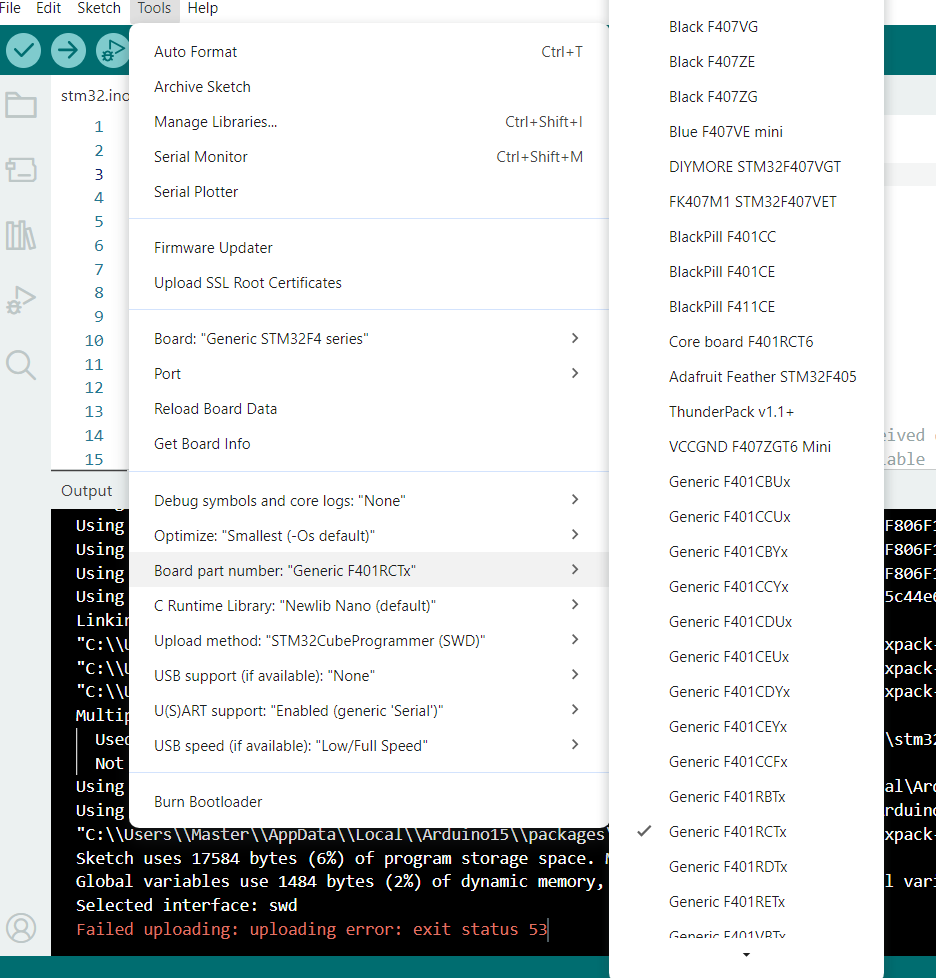 File Edit Sketch Tools Help
stm32.ino
1
2
3
4
5
6
7
8
9
10
11
12
13
14
15
Auto Format Ctrl+T
Archive Sketch
Manage Libraries... Ctrl+Shift+I
Serial Monitor Ctrl+Shift+M
Serial Plotter
Firmware Updater
Upload SSL Root Certificates
Board: "Generic STM32F4 series"
Port
Reload Board Data
Get Board Info
Debug symbols and core logs: "None"
Optimize: "Smallest (-Os default)"
Board part number: "Generic F401RCTx"
C Runtime Library: "Newlib Nano (default)"
Upload method: "STM32CubeProgrammer (SWD)"
USB support (if available): "None"
U(S)ART support: "Enabled (generic 'Serial')"
USB speed (if available): "Low/Full Speed"
Burn Bootloader
Black F407VG
Black F407ZE
Black F407ZG
Blue F407VE mini
DIYMORE STM32F407VGT
FK407M1 STM32F407VET
BlackPill F401CC
BlackPill F401CE
BlackPill F411CE
Core board F401RCT6
Adafruit Feather STM32F405
ThunderPack v1.1+
VCCGND F407ZGT6 Mini
Generic F401CBUx
Generic F401CCUx
Generic F401CBYx
Generic F401CCYx
Generic F401CDUx
Generic F401CEUx
Generic F401CDYx
Generic F401CEYx
Generic F401CCFx
Generic F401RBTx
Generic F401RCTx
Generic F401RDTx
Generic F401RETx
Generic F401VBTx
eived
able
Output
Using F806F1
Using F806F1
Using F806F1
Using 5c44e6
Linkin
"C:\\U xpack-
"C:\\U xpack-
"C:\\U xpack-
Multip
Used \stm32
Not
Using al\Ard
Using rduino
"C:\\Users\\Master\\AppData\\Local\\Arduino15\\packages\ xpack-
Sketch uses 17584 bytes (6%) of program storage space. M
Global variables use 1484 bytes (2%) of dynamic memory, l vari
Selected interface: swd
Failed uploading: uploading error: exit status 53